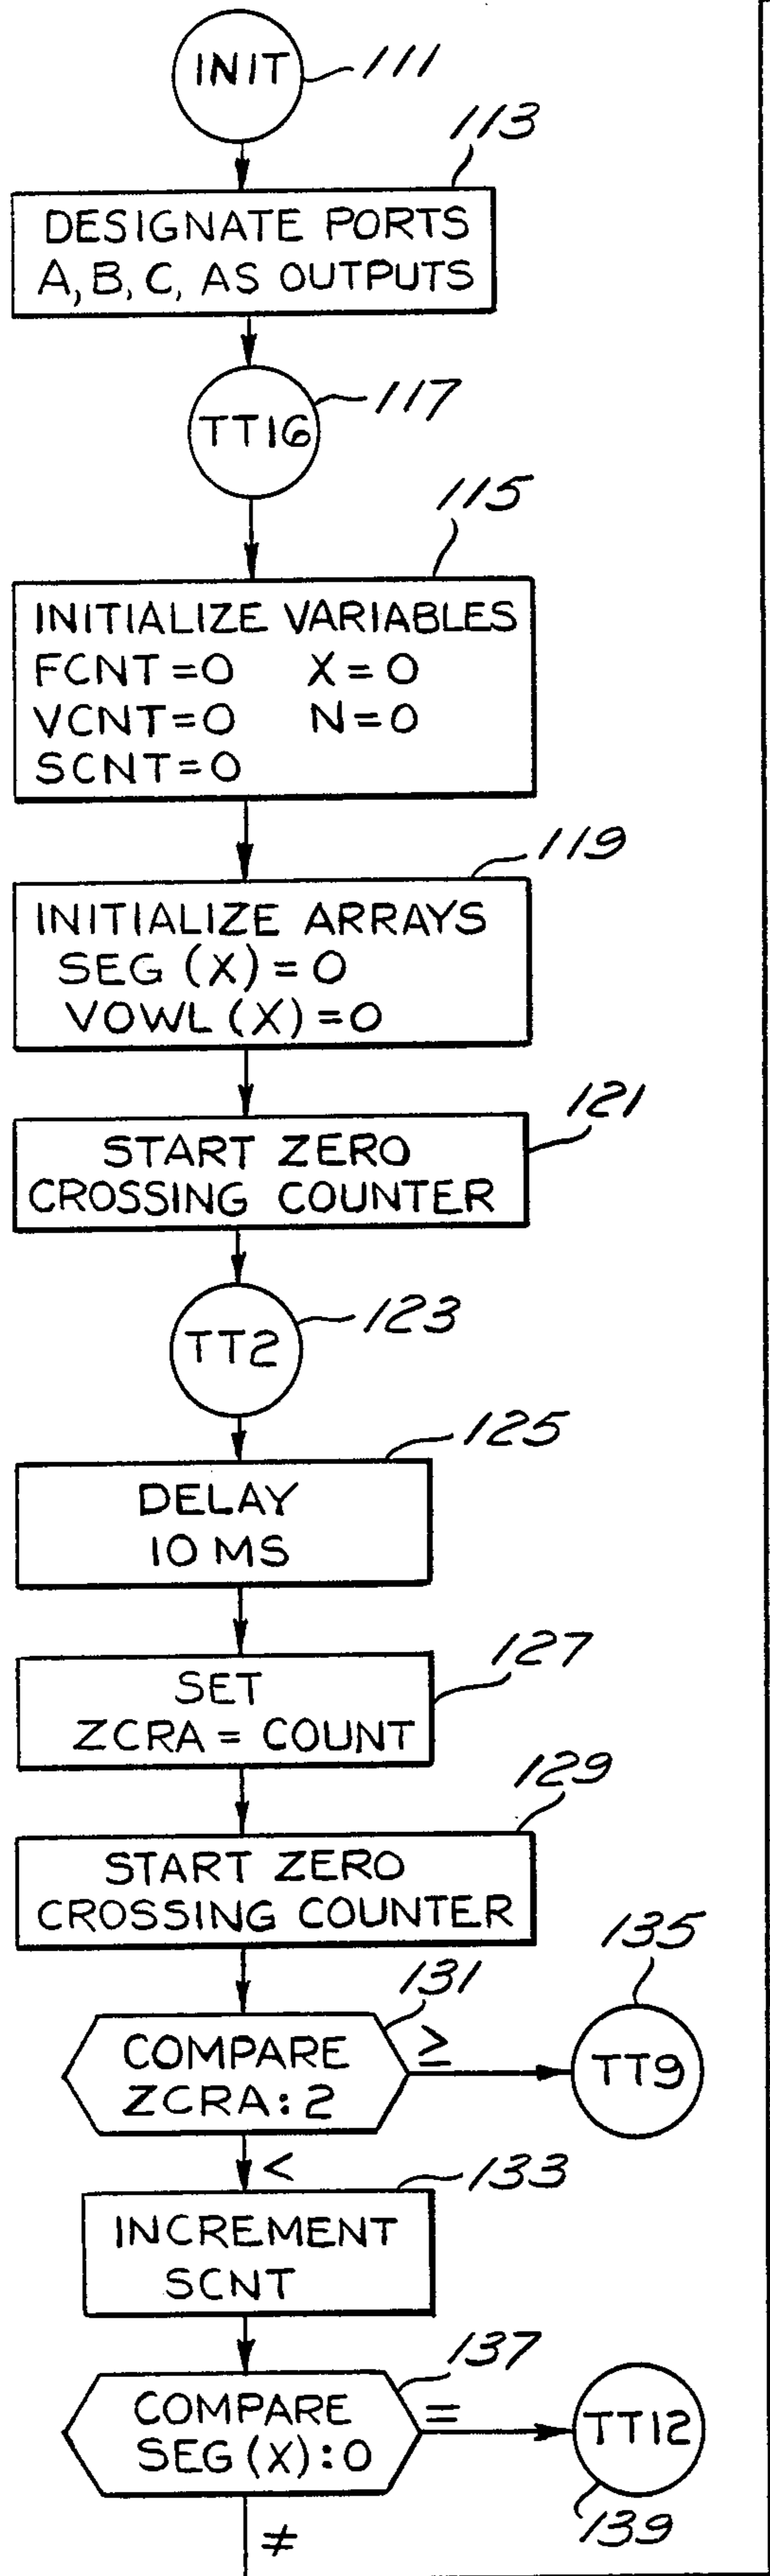 INIT
111
113
DESIGNATE PORTS
A, B, C, AS OUTPUTS
TT16
117
115
INITIALIZE VARIABLES
FCNT=0 X=0
VCNT=0 N=0
SCNT=0
119
INITIALIZE ARRAYS
SEG (X) = 0
VOWL (X) = 0
121
START ZERO
CROSSING COUNTER
TT2
123
125
DELAY
10 MS
127
SET
ZCRA = COUNT
129
START ZERO
CROSSING COUNTER
135
131
COMPARE
ZCRA: 2
≥
TT9
<
133
INCREMENT
SCNT
137
COMPARE
SEG (X) : 0
=
TT12
139
≠